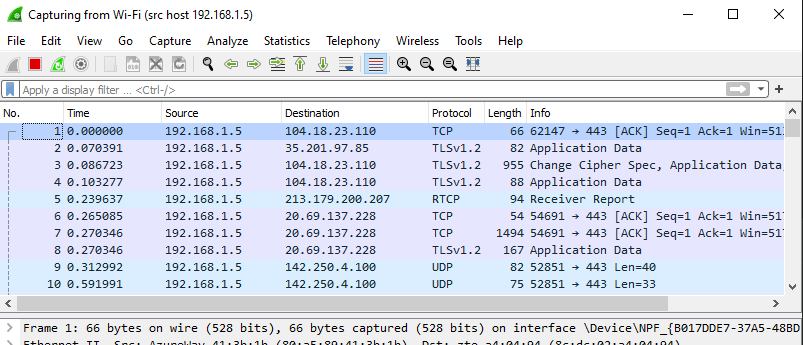 Capturing from Wi-Fi (src host 192.168.1.5)
File Edit View Go Capture Analyze Statistics Telephony Wireless Tools Help
Apply a display filter ... <Ctrl-/>
No. Time Source Destination Protocol Length Info
1 0.000000 192.168.1.5 104.18.23.110 TCP 66 62147 → 443 [ACK] Seq=1 Ack=1 Win=51
2 0.070391 192.168.1.5 35.201.97.85 TLSv1.2 82 Application Data
3 0.086723 192.168.1.5 104.18.23.110 TLSv1.2 955 Change Cipher Spec, Application Data,
4 0.103277 192.168.1.5 104.18.23.110 TLSv1.2 88 Application Data
5 0.239637 192.168.1.5 213.179.200.207 RTCP 94 Receiver Report
6 0.265085 192.168.1.5 20.69.137.228 TCP 54 54691 → 443 [ACK] Seq=1 Ack=1 Win=517
7 0.270346 192.168.1.5 20.69.137.228 TCP 1494 54691 → 443 [ACK] Seq=1 Ack=1 Win=517
8 0.270346 192.168.1.5 20.69.137.228 TLSv1.2 167 Application Data
9 0.312992 192.168.1.5 142.250.4.100 UDP 82 52851 → 443 Len=40
10 0.591991 192.168.1.5 142.250.4.100 UDP 75 52851 → 443 Len=33
Frame 1: 66 bytes on wire (528 bits), 66 bytes captured (528 bits) on interface \Device\NPF_{B017DDE7-37A5-48BD